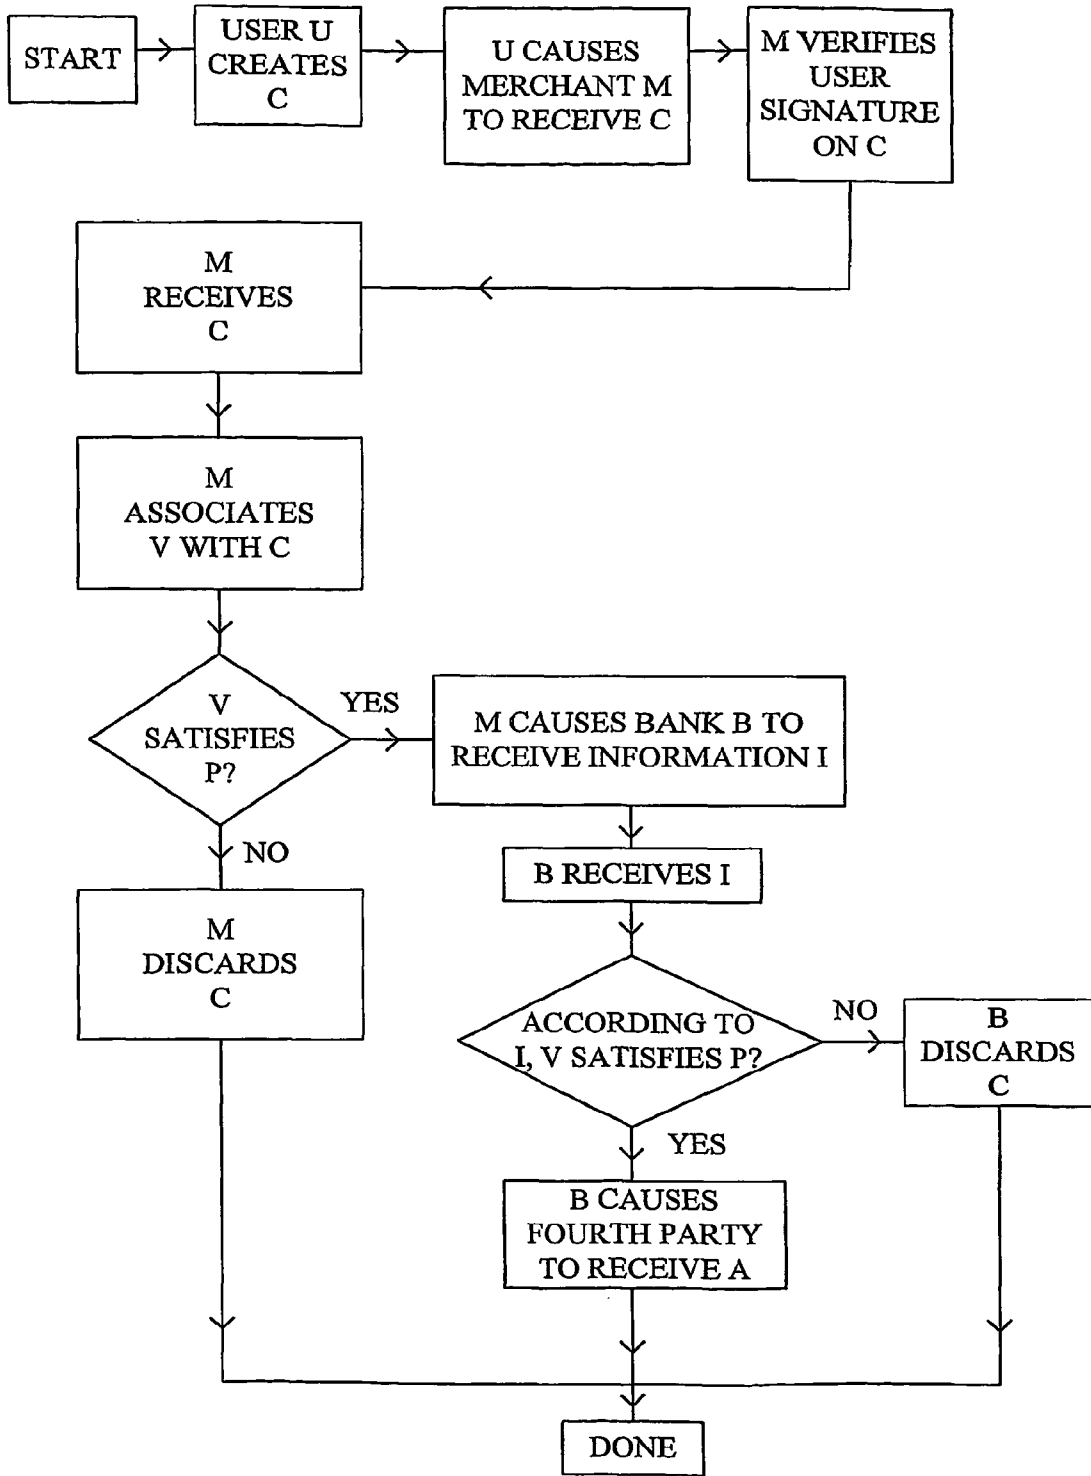 START
USER U
CREATES
C
U CAUSES
MERCHANT M
TO RECEIVE C
M VERIFIES
USER
SIGNATURE
ON C
M
RECEIVES
C
M
ASSOCIATES
V WITH C
V
SATISFIES
P?
YES
M CAUSES BANK B TO
RECEIVE INFORMATION I
NO
B RECEIVES I
M
DISCARDS
C
ACCORDING TO
I, V SATISFIES P?
NO
B
DISCARDS
C
YES
B CAUSES
FOURTH PARTY
TO RECEIVE A
DONE